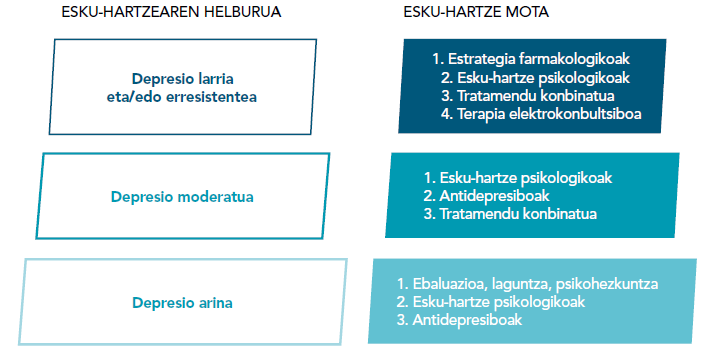 ESKU-HARTZEAREN HELBURUA
ESKU-HARTZE MOTA
Depresio larria
eta/edo erresistentea
1. Estrategia farmakologikoak
2. Esku-hartze psikologikoak
3. Tratamendu konbinatua
4. Terapia elektrokonbultsiboa
Depresio moderatua
1. Esku-hartze psikologikoak
2. Antidepresiboak
3. Tratamendu konbinatua
Depresio arina
1. Ebaluazioa, laguntza, psikohezkuntza
2. Esku-hartze psikologikoak
3. Antidepresiboak